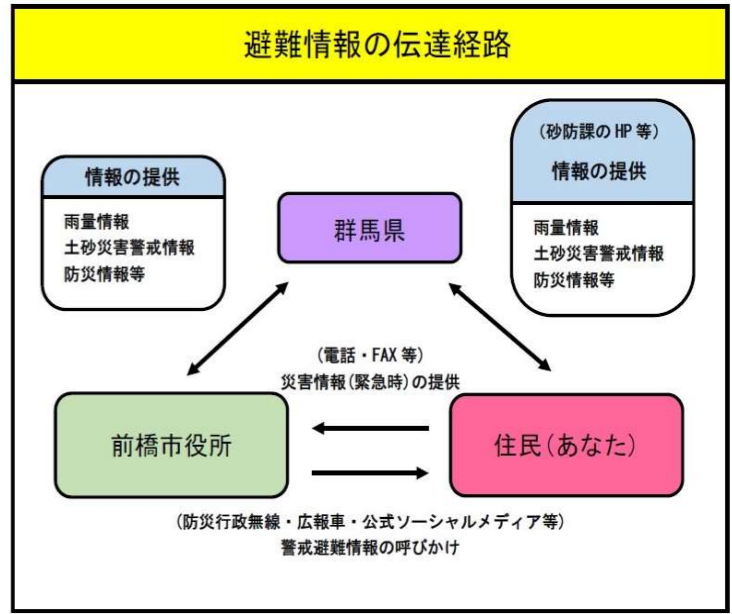 避難情報の伝達経路
(砂防課のHP等)
情報の提供
雨量情報
土砂災害警戒情報
防災情報等
情報の提供
雨量情報
土砂災害警戒情報
防災情報等
群馬県
(電話・FAX等)
災害情報(緊急時)の提供
前橋市役所
住民(あなた)
(防災行政無線・広報車・公式ソーシャルメディア等)
警戒避難情報の呼びかけ